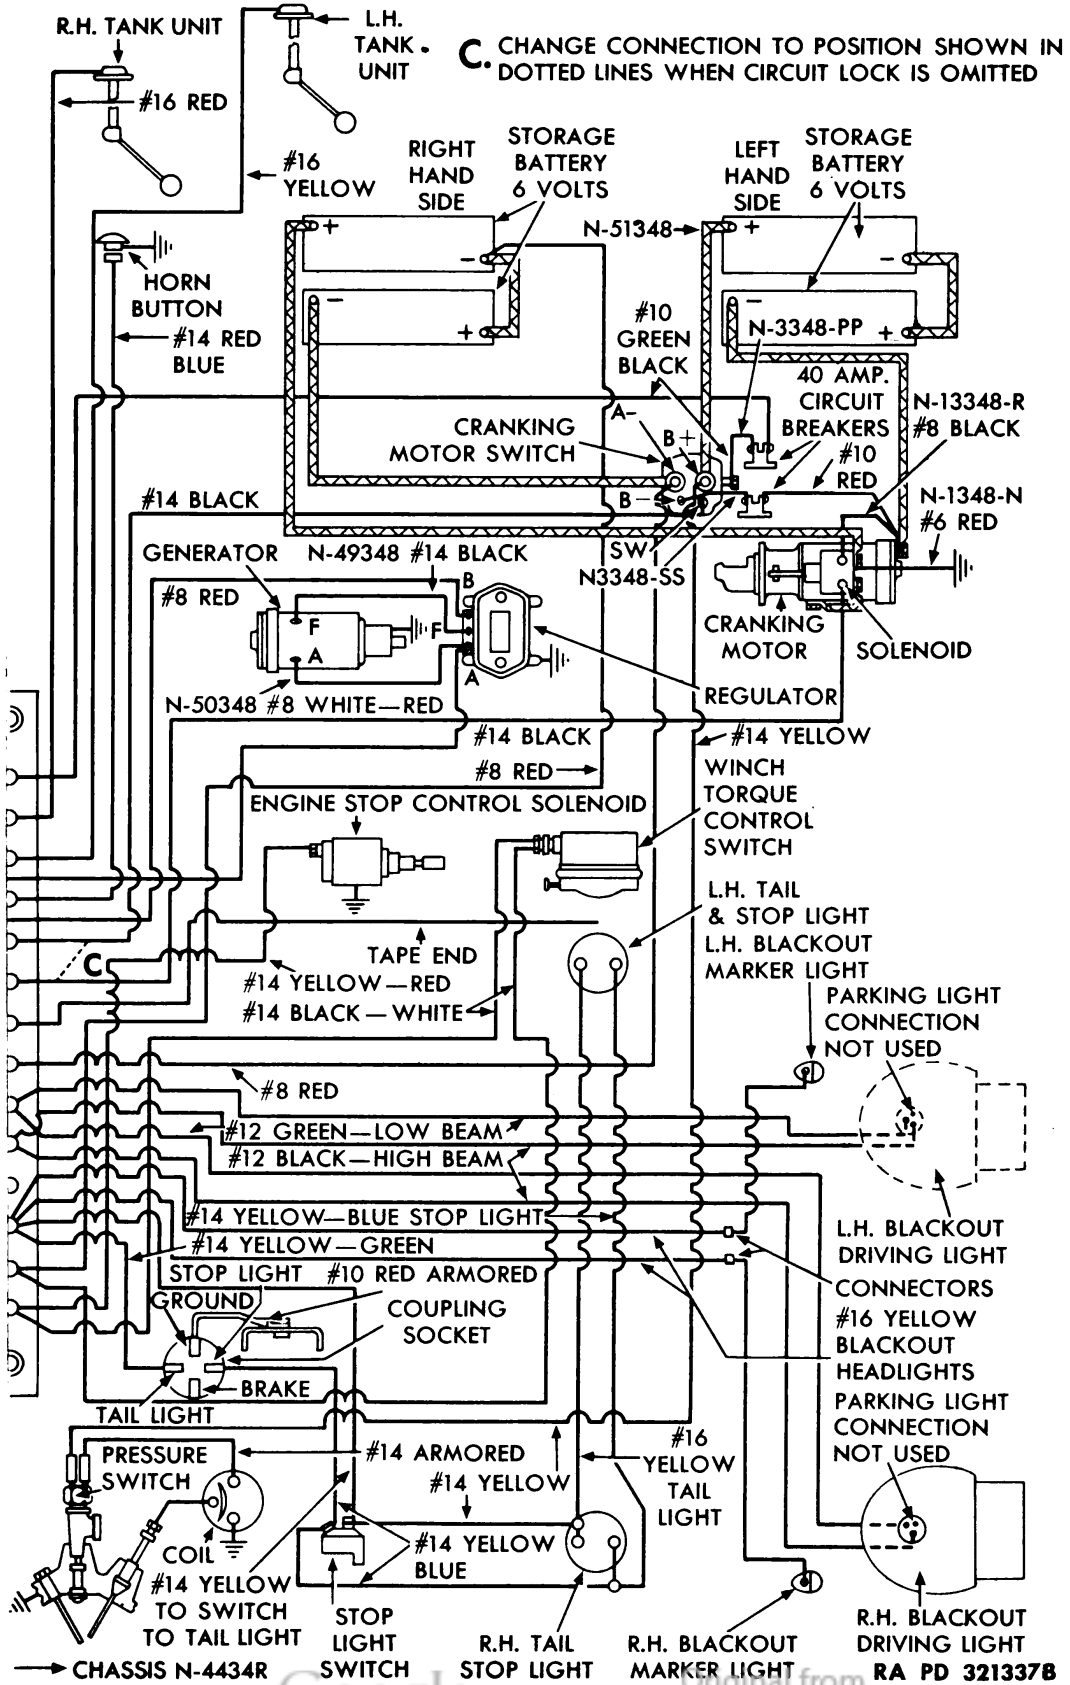 R.H. TANK UNIT
L.H.
TANK
UNIT
C. CHANGE CONNECTION TO POSITION SHOWN IN
DOTTED LINES WHEN CIRCUIT LOCK IS OMITTED
#16 RED
#16
YELLOW
RIGHT
HAND
SIDE
STORAGE
BATTERY
6 VOLTS
LEFT
HAND
SIDE
STORAGE
BATTERY
6 VOLTS
N-51348
+
-
-
+
+
-
-
+
HORN
BUTTON
#14 RED
BLUE
#10
GREEN
BLACK
N-3348-PP
40 AMP.
CIRCUIT
BREAKERS
N-13348-R
#8 BLACK
A-
CRANKING
MOTOR SWITCH
B+
B-
#10
RED
#14 BLACK
N-1348-N
#6 RED
SW
N3348-SS
GENERATOR
N-49348 #14 BLACK
#8 RED
B
F
F
A
A
CRANKING
MOTOR
SOLENOID
N-50348 #8 WHITE-RED
REGULATOR
#14 BLACK
#14 YELLOW
#8 RED
WINCH
TORQUE
CONTROL
SWITCH
ENGINE STOP CONTROL SOLENOID
L.H. TAIL
& STOP LIGHT
L.H. BLACKOUT
MARKER LIGHT
TAPE END
C
#14 YELLOW-RED
#14 BLACK-WHITE
PARKING LIGHT
CONNECTION
NOT USED
#8 RED
#12 GREEN-LOW BEAM
#12 BLACK-HIGH BEAM
#14 YELLOW-BLUE STOP LIGHT
#14 YELLOW-GREEN
L.H. BLACKOUT
DRIVING LIGHT
STOP LIGHT
#10 RED ARMORED
GROUND
COUPLING
SOCKET
CONNECTORS
#16 YELLOW
BLACKOUT
HEADLIGHTS
BRAKE
TAIL LIGHT
PARKING LIGHT
CONNECTION
NOT USED
PRESSURE
SWITCH
#14 ARMORED
#14 YELLOW
#16
YELLOW
TAIL
LIGHT
COIL
#14 YELLOW
BLUE
#14 YELLOW
TO SWITCH
TO TAIL LIGHT
STOP
LIGHT
SWITCH
R.H. TAIL
STOP LIGHT
R.H. BLACKOUT
MARKER LIGHT
R.H. BLACKOUT
DRIVING LIGHT
CHASSIS N-4434R
RA PD 321337B
Original from